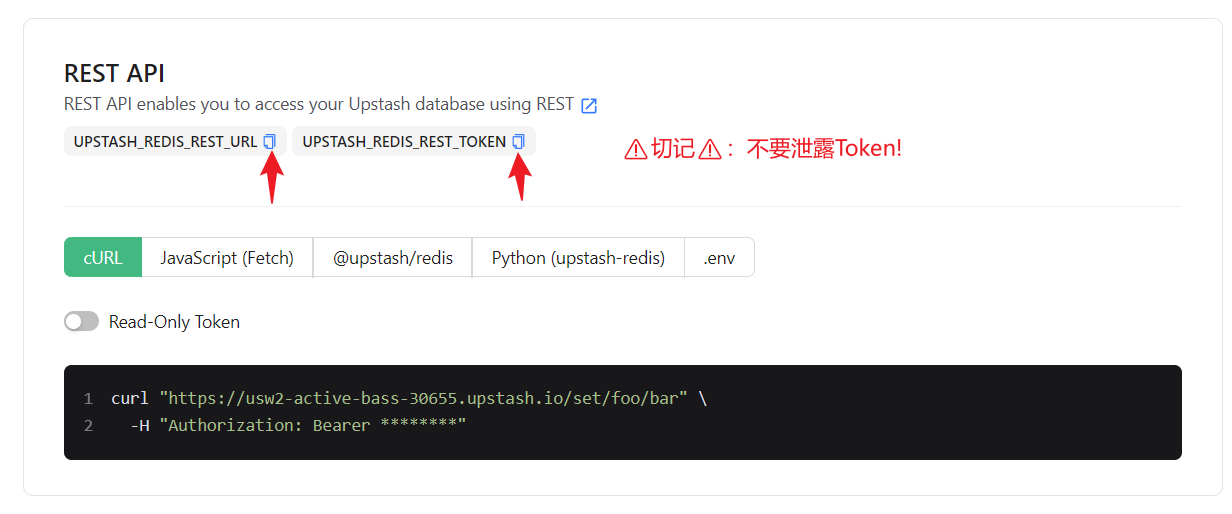 REST API
REST API enables you to access your Upstash database using REST
UPSTASH_REDIS_REST_URL UPSTASH_REDIS_REST_TOKEN ⚠切记⚠：不要泄露Token!
cURL JavaScript (Fetch) @upstash/redis Python (upstash-redis) .env
Read-Only Token
1 curl "https://usw2-active-bass-30655.upstash.io/set/foo/bar" \
2 -H "Authorization: Bearer ********"